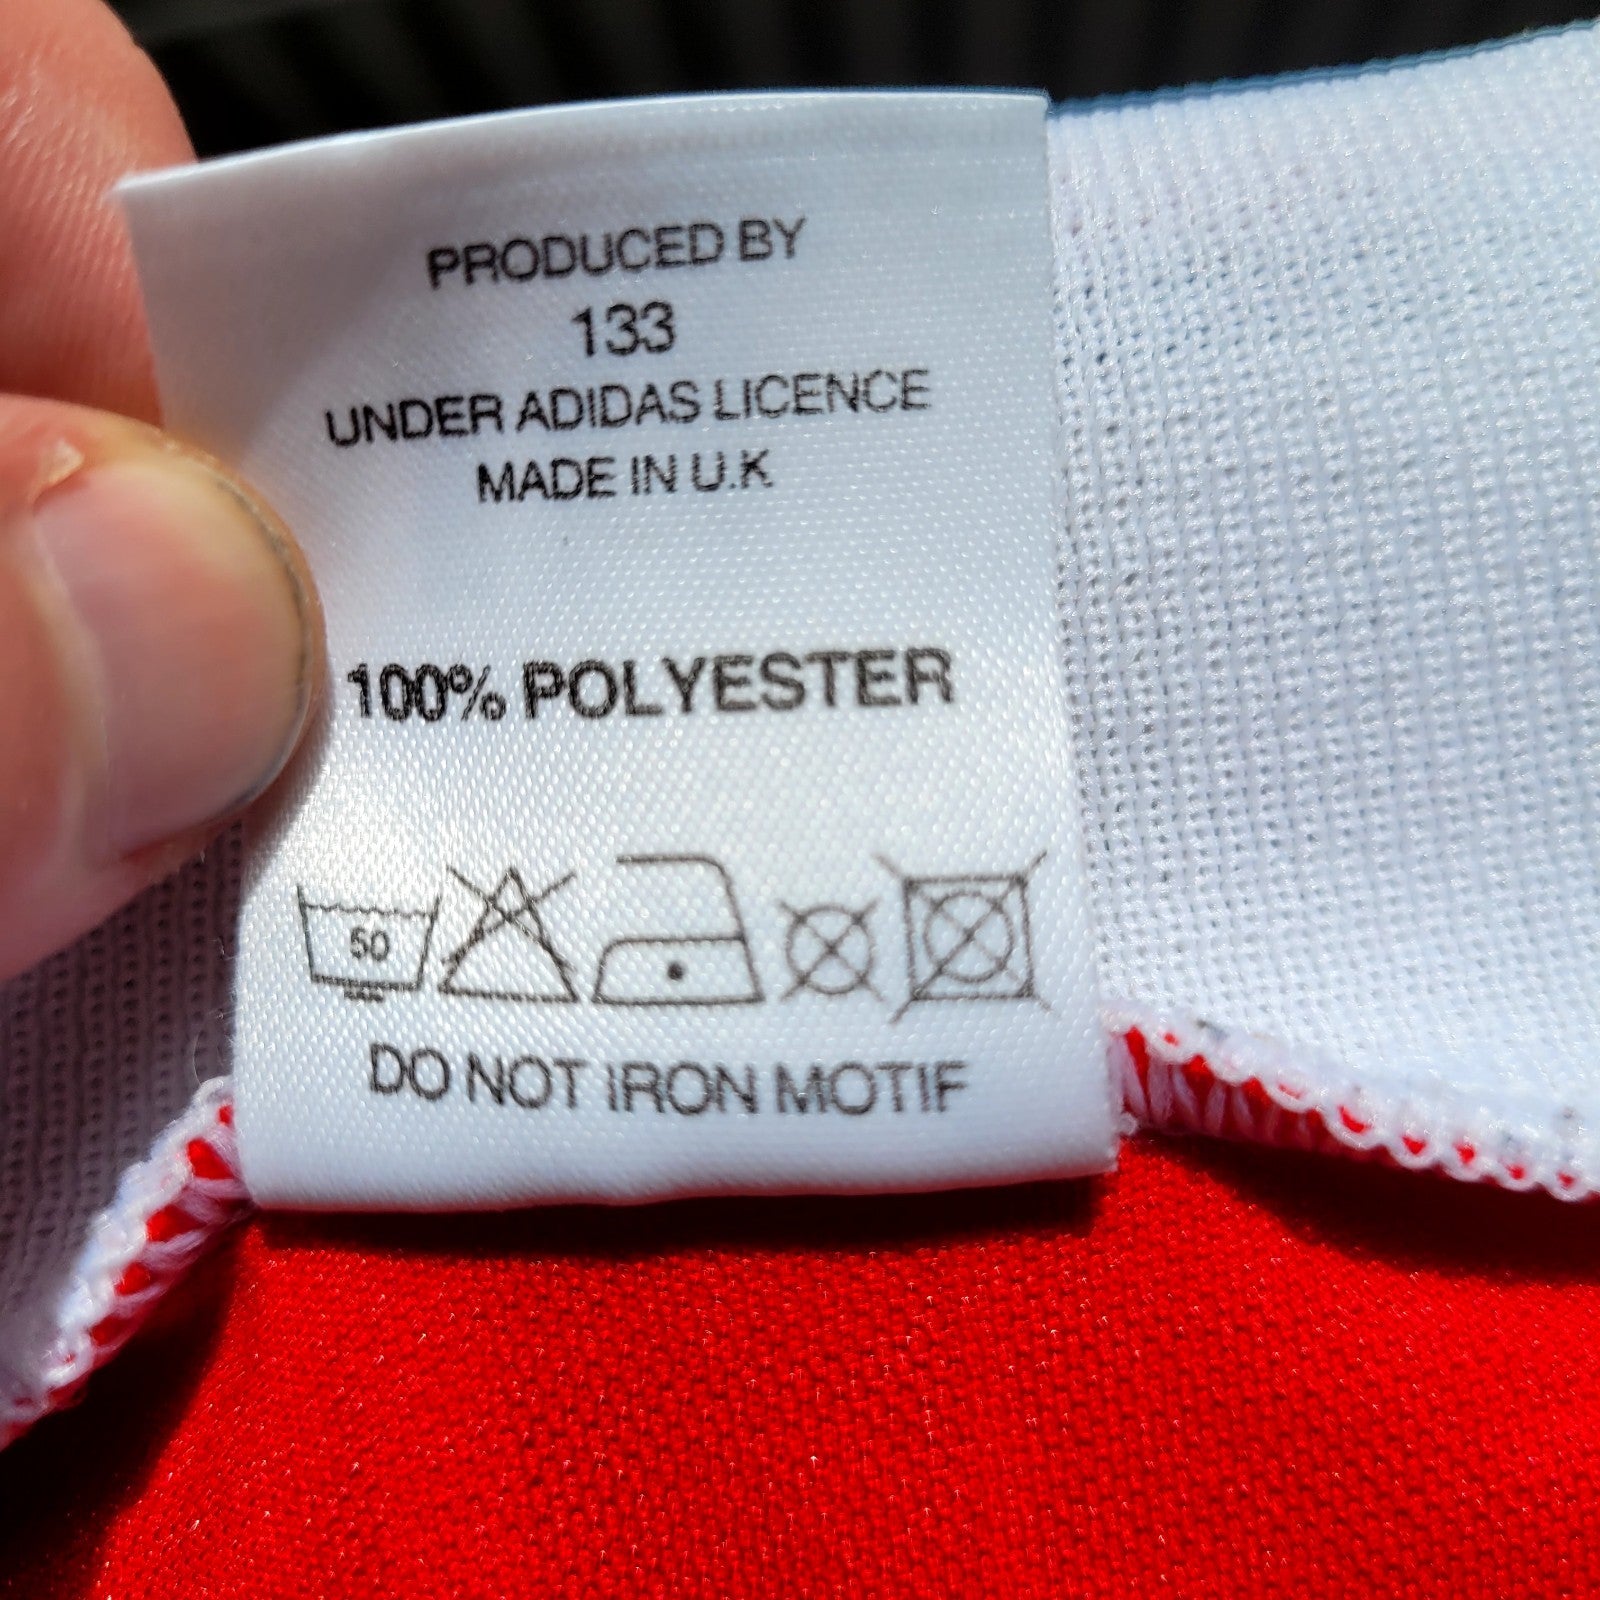 PRODUCED BY
133
UNDER ADIDAS LICENCE
MADE IN U.K
100% POLYESTER
50
DO NOT IRON MOTIF